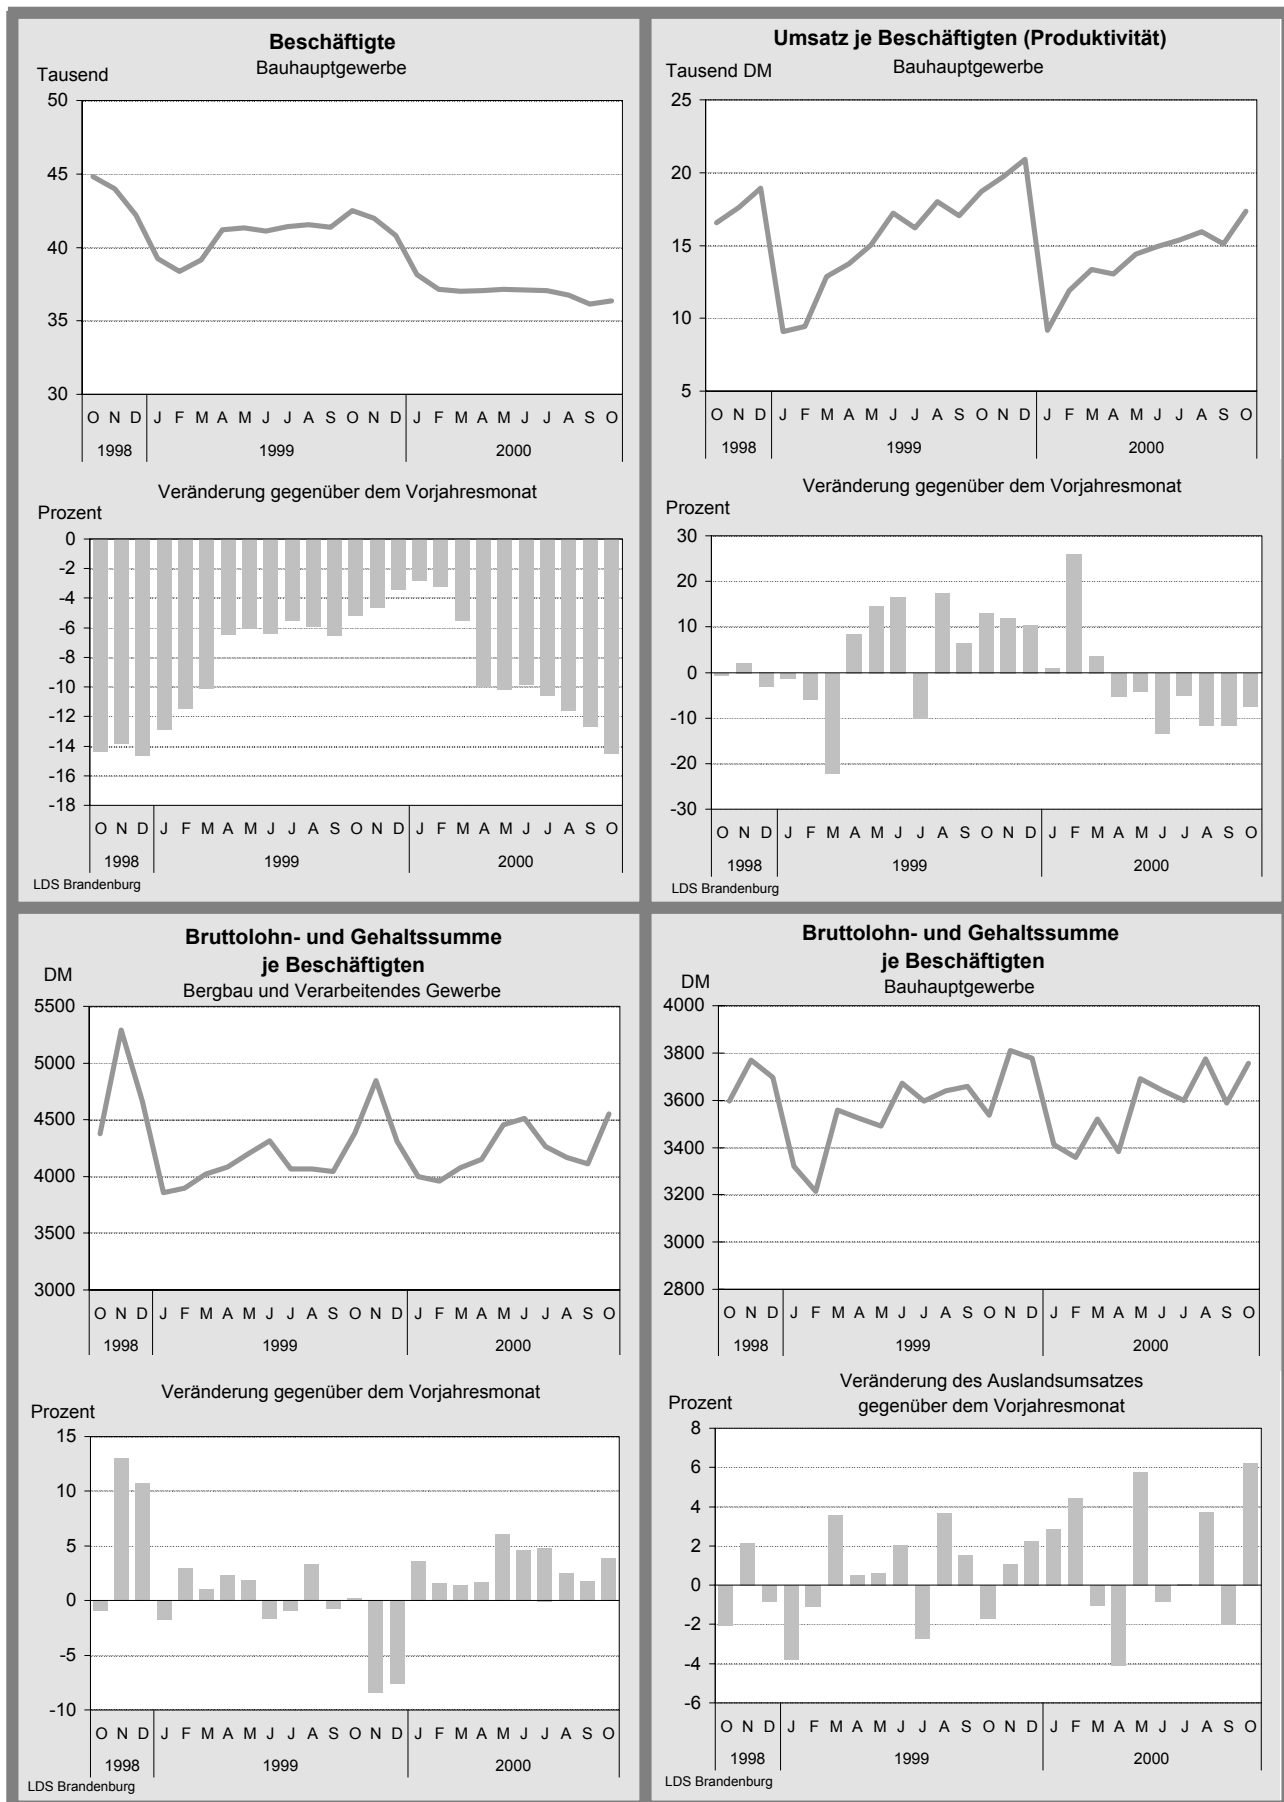 Beschäftigte
Bauhauptgewerbe
Tausend
50
45
40
35
30
O N D J F M A M J J A S O N D J F M A M J J A S O
1998 1999 2000
Veränderung gegenüber dem Vorjahresmonat
Prozent
0
-2
-4
-6
-8
-10
-12
-14
-16
-18
O N D J F M A M J J A S O N D J F M A M J J A S O
1998 1999 2000
LDS Brandenburg
Umsatz je Beschäftigten (Produktivität)
Bauhauptgewerbe
Tausend DM
25
20
15
10
5
O N D J F M A M J J A S O N D J F M A M J J A S O
1998 1999 2000
Veränderung gegenüber dem Vorjahresmonat
Prozent
30
20
10
0
-10
-20
-30
O N D J F M A M J J A S O N D J F M A M J J A S O
1998 1999 2000
LDS Brandenburg
Bruttolohn- und Gehaltssumme
je Beschäftigten
DM
Bergbau und Verarbeitendes Gewerbe
5500
5000
4500
4000
3500
3000
O N D J F M A M J J A S O N D J F M A M J J A S O
1998 1999 2000
Veränderung gegenüber dem Vorjahresmonat
Prozent
15
10
5
0
-5
-10
O N D J F M A M J J A S O N D J F M A M J J A S O
1998 1999 2000
LDS Brandenburg
Bruttolohn- und Gehaltssumme
je Beschäftigten
DM
Bauhauptgewerbe
4000
3800
3600
3400
3200
3000
2800
O N D J F M A M J J A S O N D J F M A M J J A S O
1998 1999 2000
Veränderung des Auslandsumsatzes
gegenüber dem Vorjahresmonat
Prozent
8
6
4
2
0
-2
-4
-6
O N D J F M A M J J A S O N D J F M A M J J A S O
1998 1999 2000
LDS Brandenburg